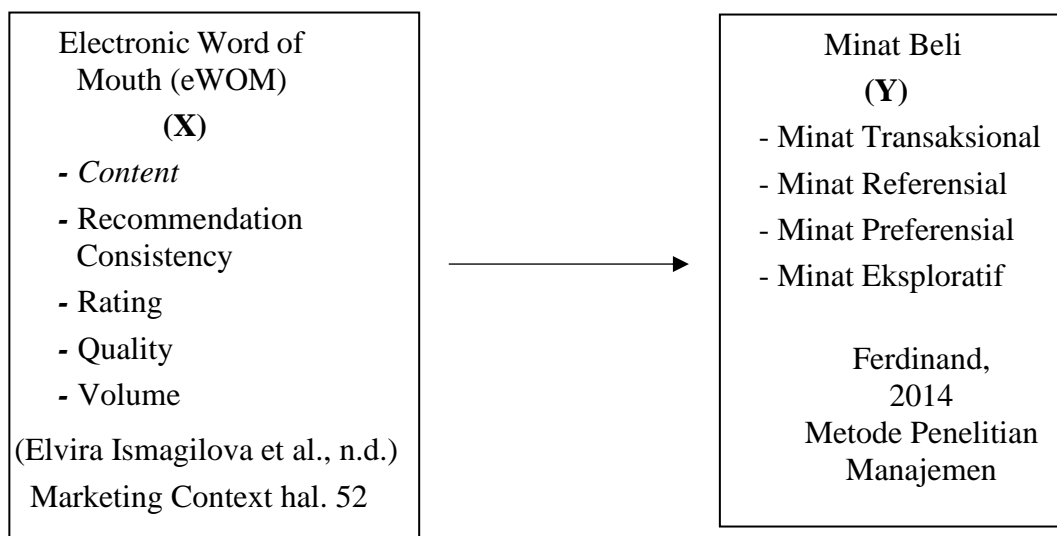 Electronic Word of
Mouth (eWOM)
(X)
- Content
- Recommendation
Consistency
- Rating
- Quality
- Volume
(Elvira Ismagilova et al., n.d.)
Marketing Context hal. 52
Minat Beli
(Y)
- Minat Transaksional
- Minat Referensial
- Minat Preferensial
- Minat Eksploratif
Ferdinand,
2014
Metode Penelitian
Manajemen